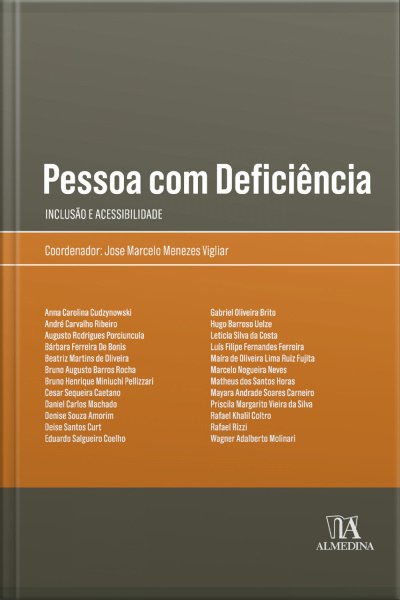 Pessoa com Deficiência
INCLUSÃO E ACESSIBILIDADE
Coordenador: Jose Marcelo Menezes Vigliar
Anna Carolina Cudzynowski
André Carvalho Ribeiro
Augusto Rodrigues Porciuncula
Bárbara Ferreira De Bonis
Beatriz Martins de Oliveira
Bruno Augusto Barros Rocha
Bruno Henrique Miniuchi Pellizzari
Cesar Sequeira Caetano
Daniel Carlos Machado
Denise Souza Amorim
Deise Santos Curt
Eduardo Salgueiro Coelho
Gabriel Oliveira Brito
Hugo Barroso Uelze
Leticia Silva da Costa
Luis Filipe Fernandes Ferreira
Maira de Oliveira Lima Ruiz Fujita
Marcelo Nogueira Neves
Matheus dos Santos Horas
Mayara Andrade Soares Carneiro
Priscila Margarito Vieira da Silva
Rafael Khalil Coltro
Rafael Rizzi
Wagner Adalberto Molinari
ALMEDINA